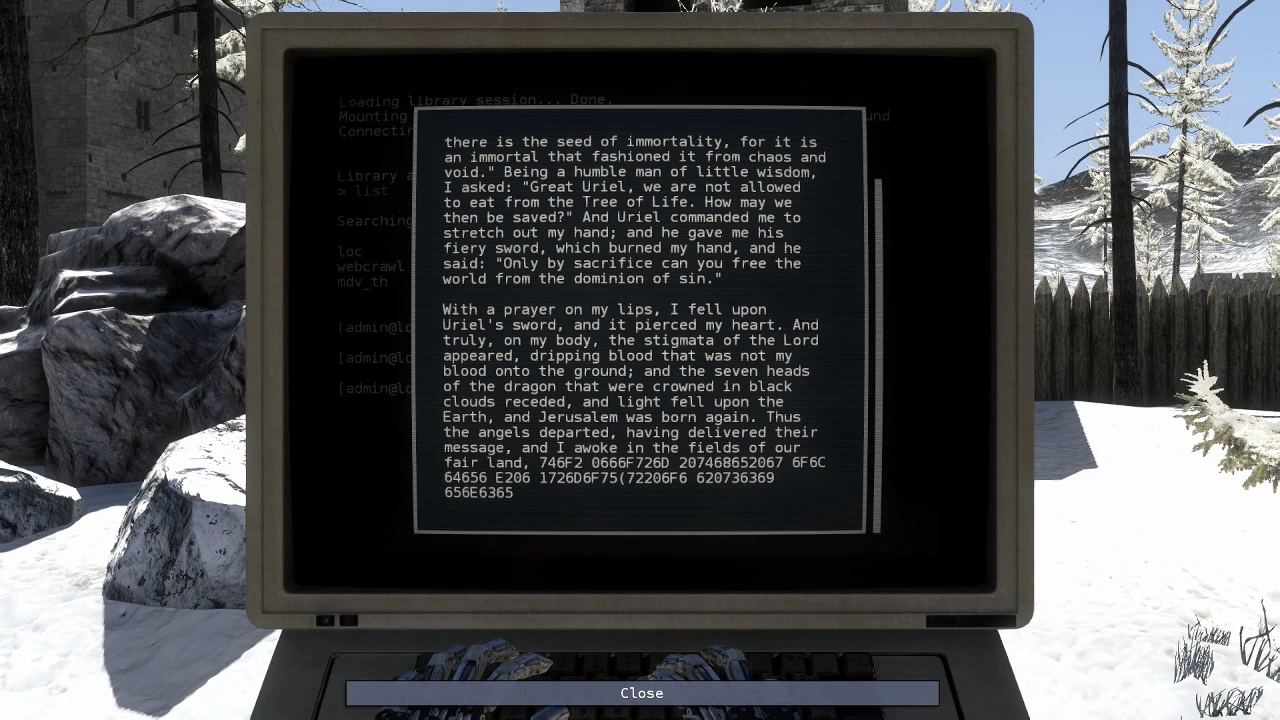 Loading library session... Done.
Mounting
und
Connectin
Library a
> list
Searching
loc
webcrawl
mdv_th
[admin@lo
[admin@lo
[admin@lo
there is the seed of immortality, for it is
an immortal that fashioned it from chaos and
void." Being a humble man of little wisdom,
I asked: "Great Uriel, we are not allowed
to eat from the Tree of Life. How may we
then be saved?" And Uriel commanded me to
stretch out my hand; and he gave me his
fiery sword, which burned my hand, and he
said: "Only by sacrifice can you free the
world from the dominion of sin."
With a prayer on my lips, I fell upon
Uriel's sword, and it pierced my heart. And
truly, on my body, the stigmata of the Lord
appeared, dripping blood that was not my
blood onto the ground; and the seven heads
of the dragon that were crowned in black
clouds receded, and light fell upon the
Earth, and Jerusalem was born again. Thus
the angels departed, having delivered their
message, and I awoke in the fields of our
fair land, 746F2 0666F726D 207468652067 6F6C
64656 E206 1726D6F75(72206F6 620736369
656E6365
Close